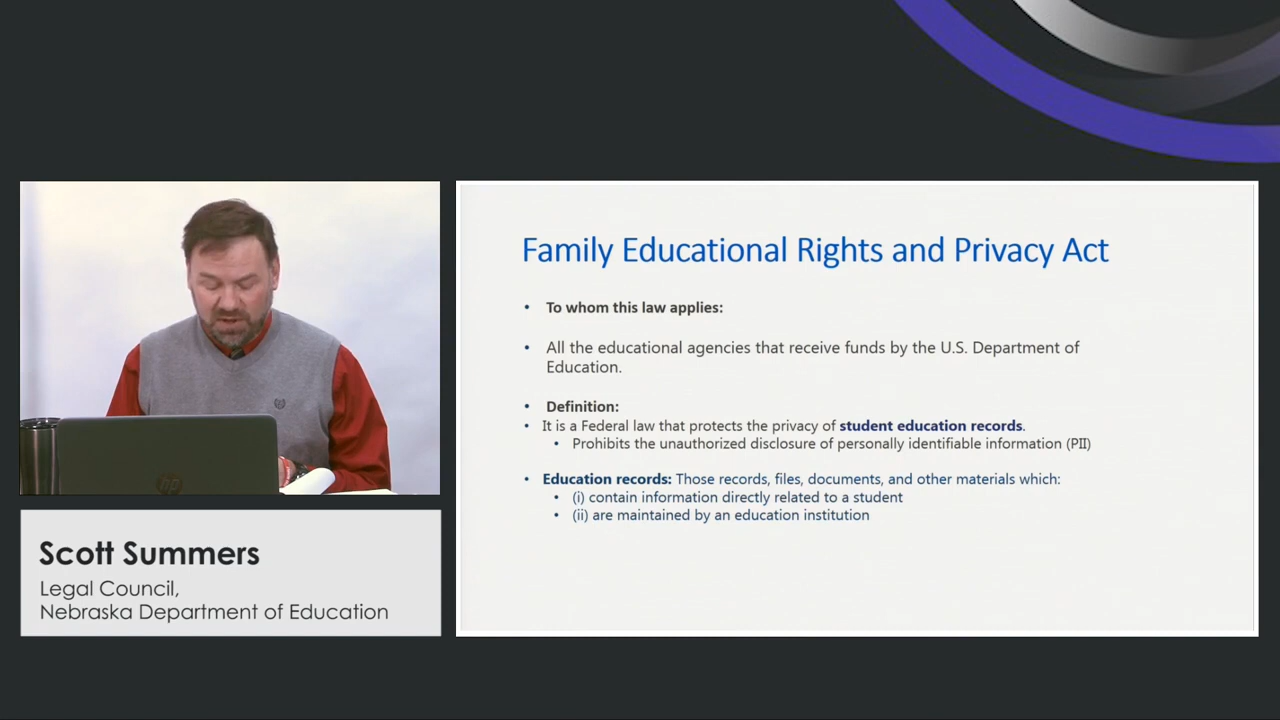 Family Educational Rights and Privacy Act
• To whom this law applies:
• All the educational agencies that receive funds by the U.S. Department of
Education.
• Definition:
• It is a Federal law that protects the privacy of student education records.
• Prohibits the unauthorized disclosure of personally identifiable information (PII)
• Education records: Those records, files, documents, and other materials which:
• (i) contain information directly related to a student
• (ii) are maintained by an education institution
hp
Scott Summers
Legal Council,
Nebraska Department of Education